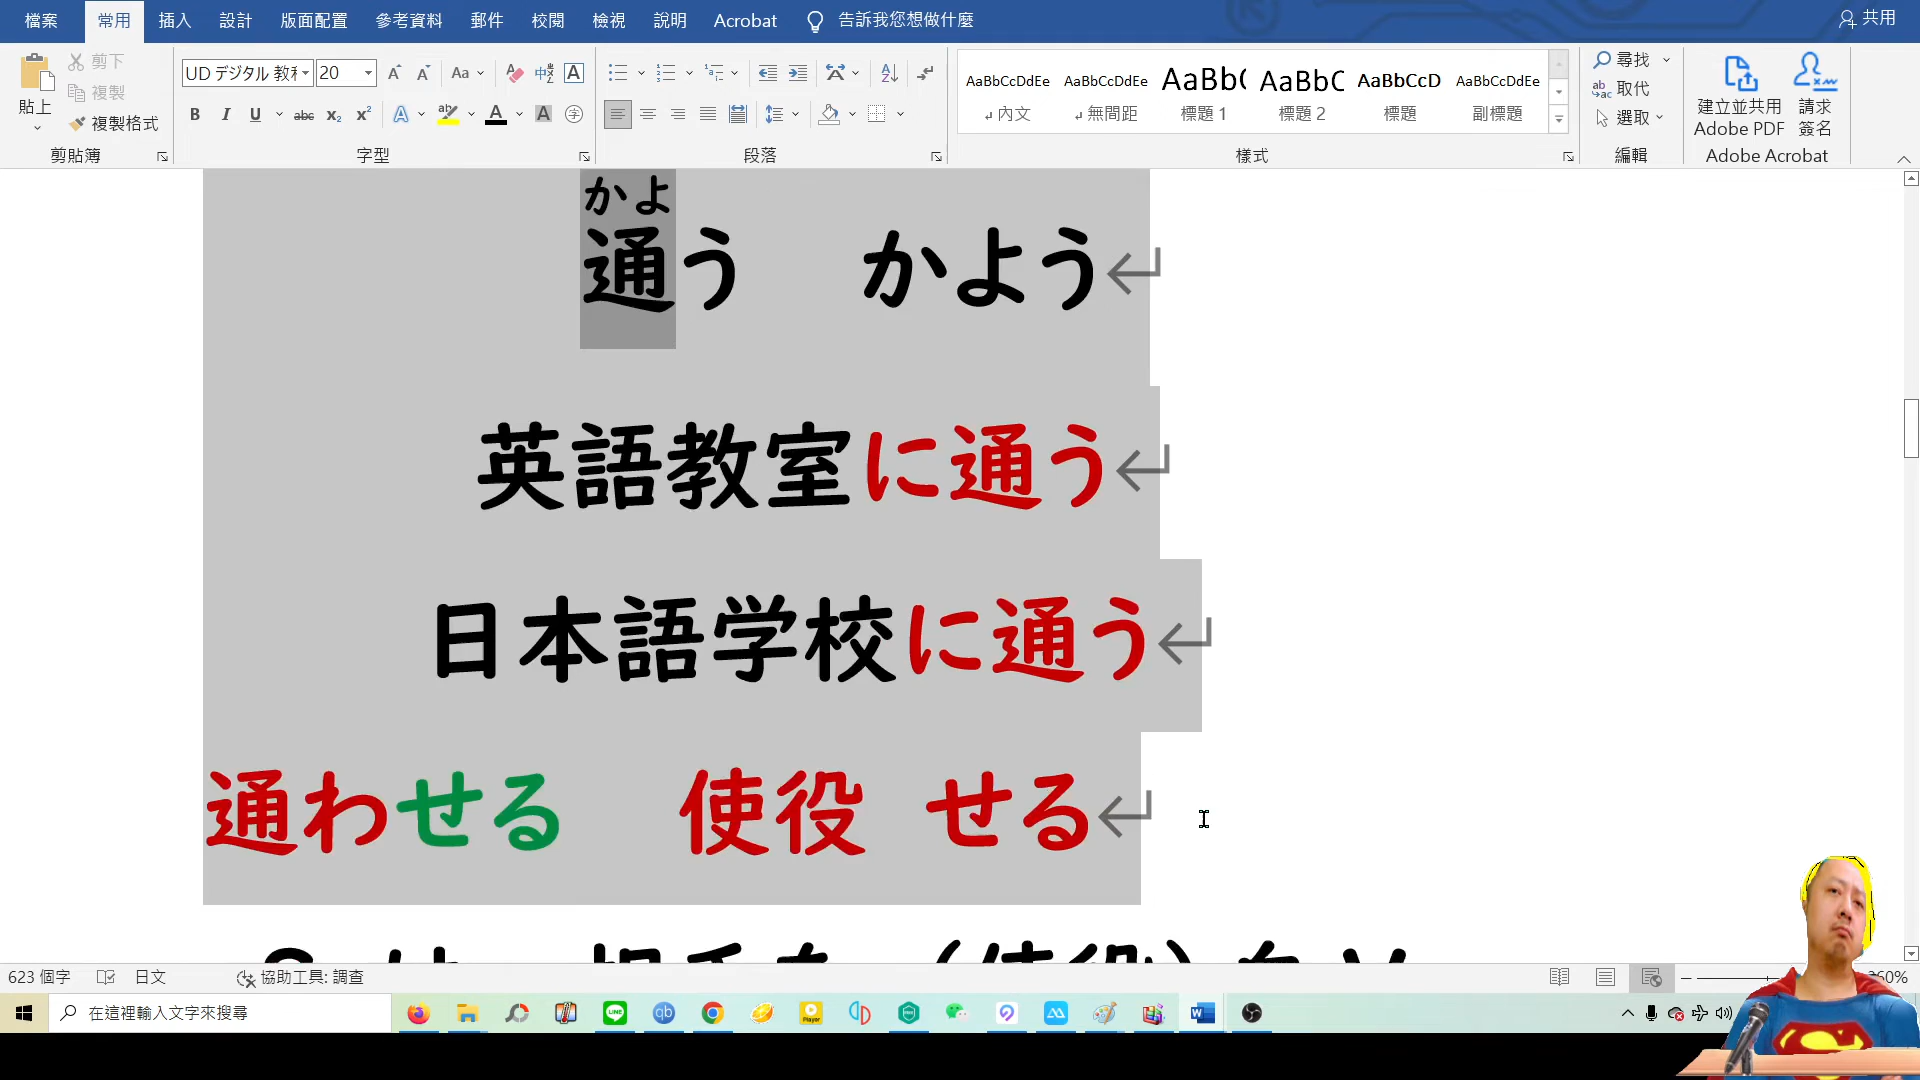 檔案 常用 插入 設計 版面配置 參考資料 郵件 校閱 檢視 說明 Acrobat 告訴我您想做什麼 共用
貼上 剪下 複製 複製格式
UD デジタル 教 20
AaBbCcDdEe AaBbCcDdEe AaBb( AaBbC AaBbCcD AaBbCcDdEe
內文 無間距 標題 1 標題 2 標題 副標題
尋找 取代 選取
建立並共用 Adobe PDF 請求 簽名
剪貼簿 字型 段落 樣式 編輯 Adobe Acrobat
かよ
通う かよう
英語教室に通う
日本語学校に通う
通わせる 使役 せる
623 個字 日文 協助工具: 調查
在這裡輸入文字來搜尋